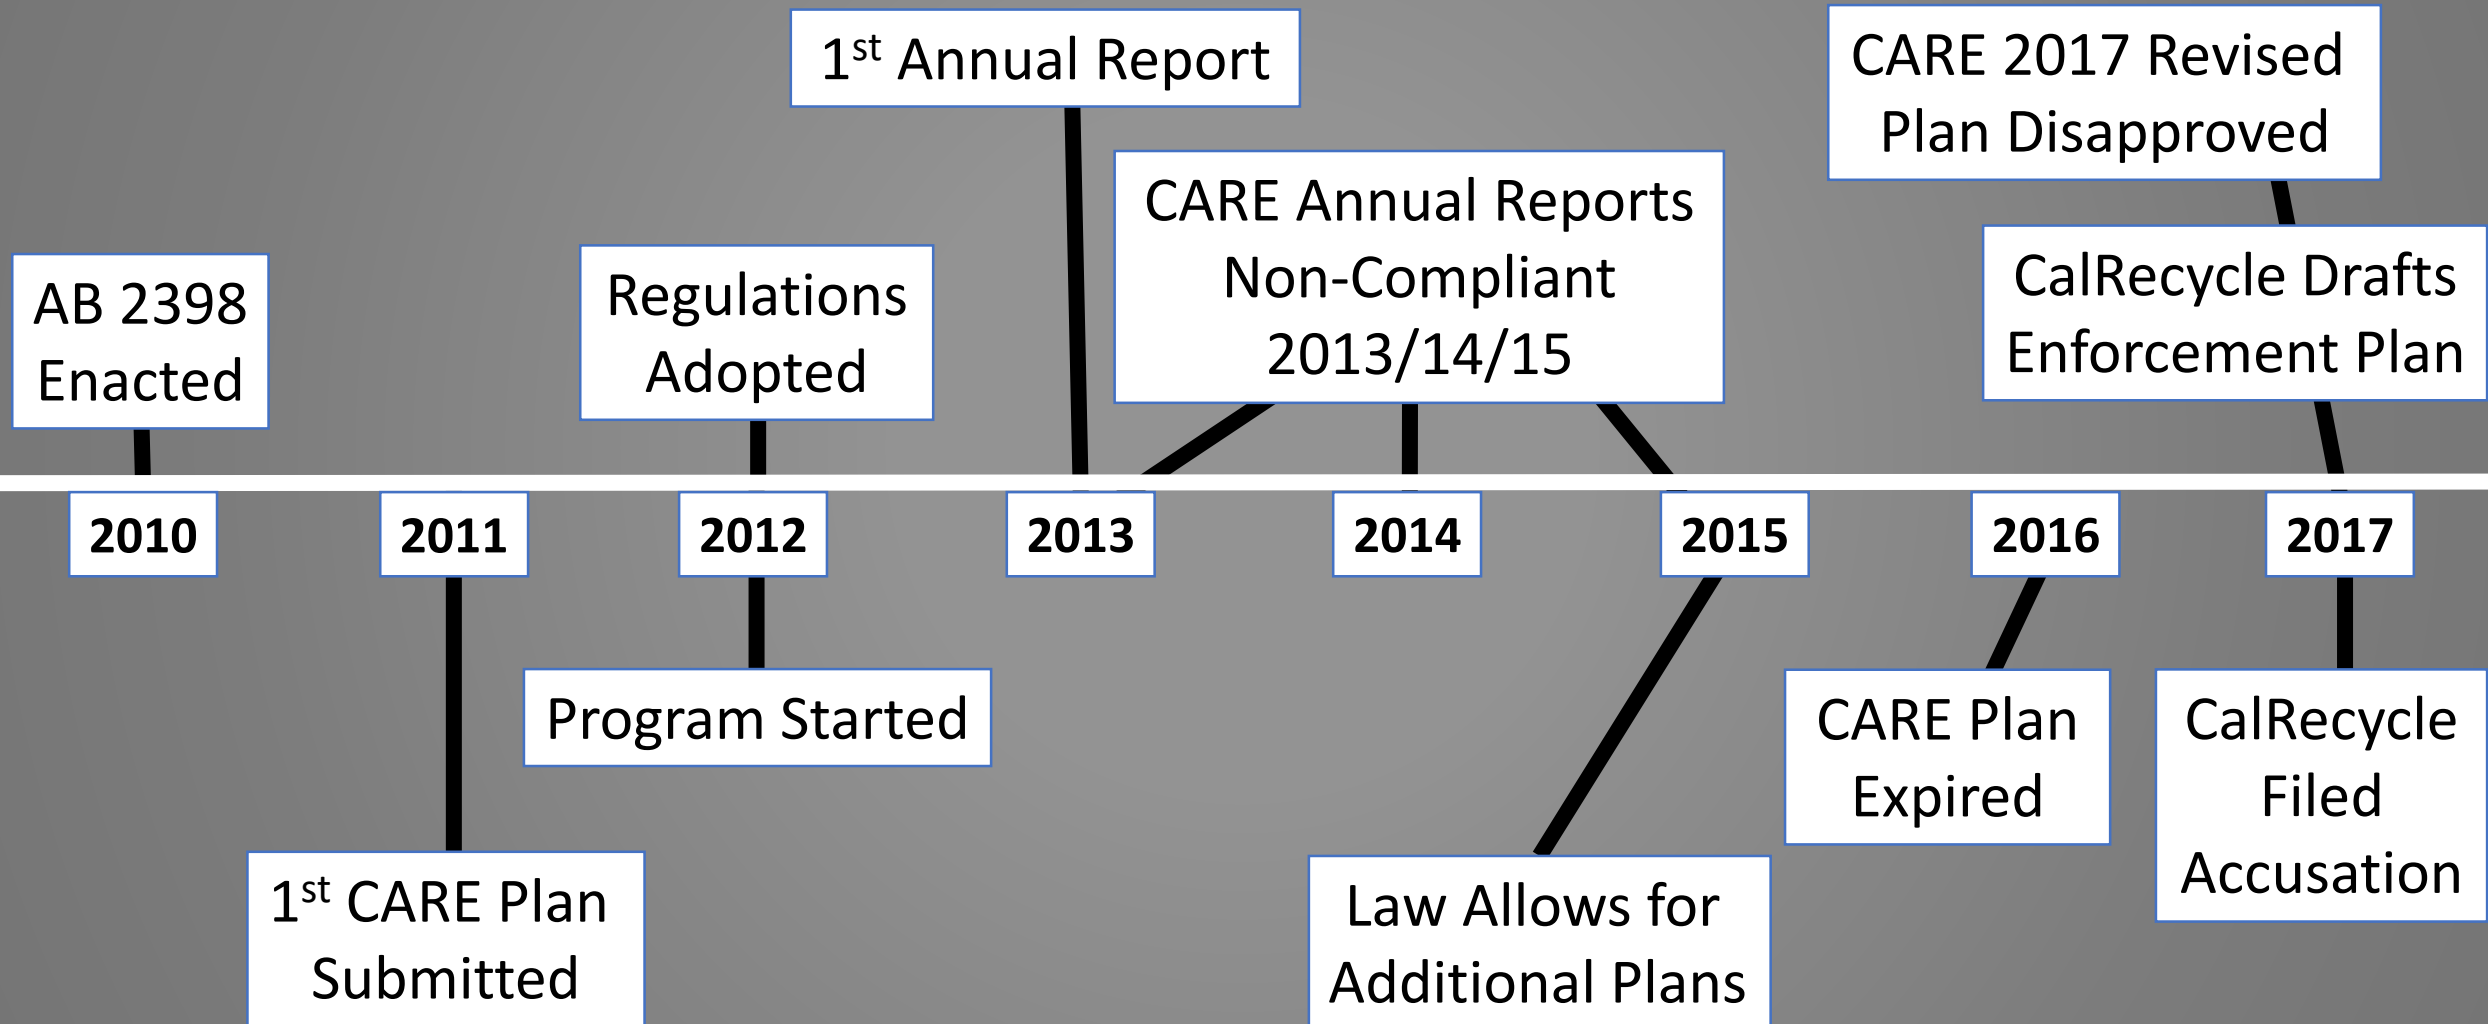 1st Annual Report
CARE 2017 Revised
Plan Disapproved
CARE Annual Reports
Non-Compliant
2013/14/15
AB 2398
Enacted
Regulations
Adopted
CalRecycle Drafts
Enforcement Plan
2010
2011
2012
2013
2014
2015
2016
2017
Program Started
CARE Plan
Expired
CalRecycle
Filed
Accusation
1st CARE Plan
Submitted
Law Allows for
Additional Plans